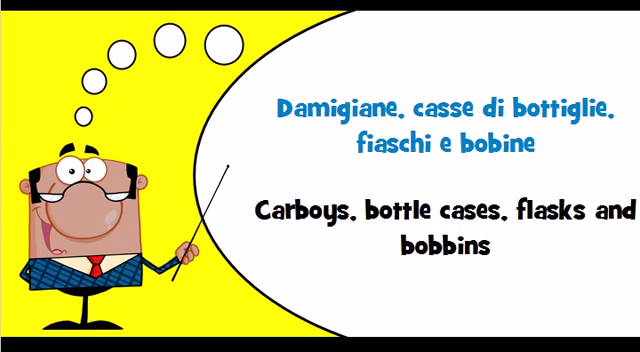 Damigiane, casse di bottiglie,
fiaschi e bobine
Carboys, bottle cases, flasks and
bobbins